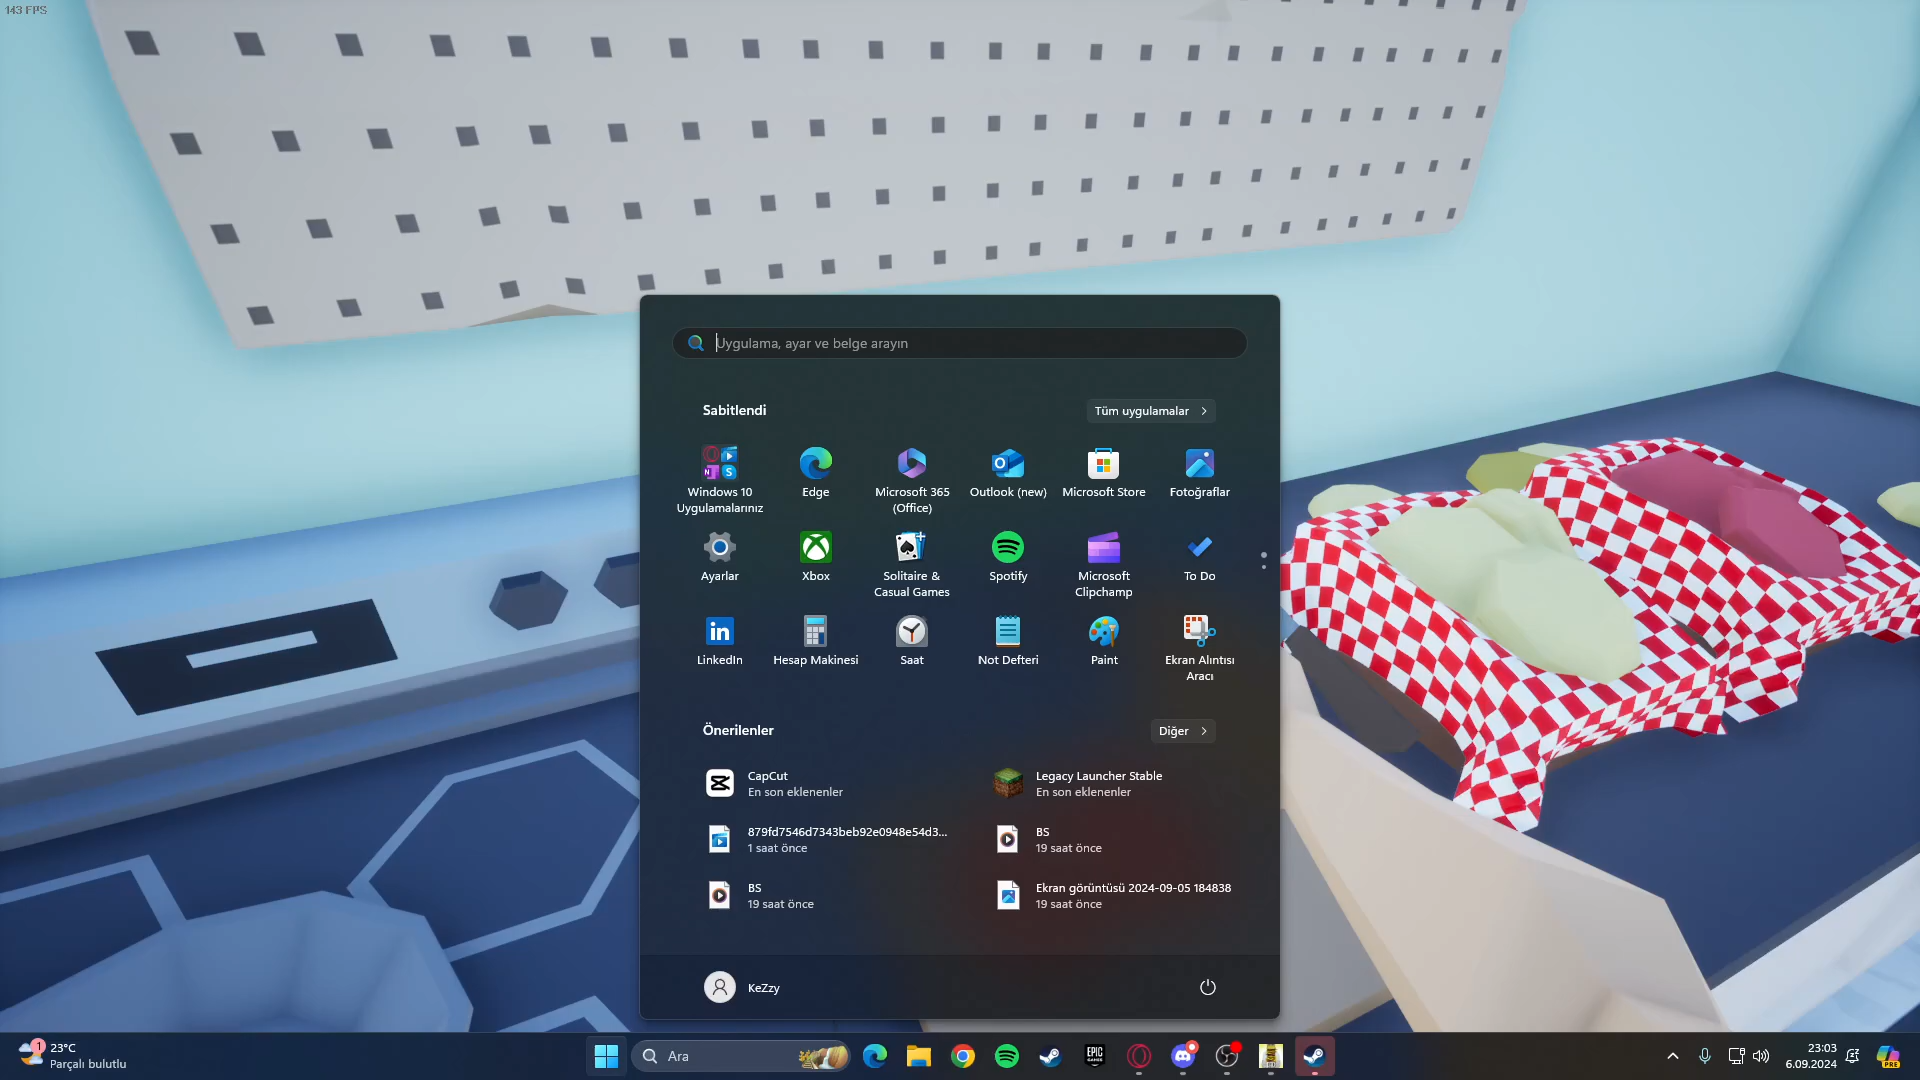 143 FPS
Uygulama, ayar ve belge arayın
Sabitlendi
Tüm uygulamalar
Windows 10
Uygulamalarınız
Edge
Microsoft 365
(Office)
Outlook (new)
Microsoft Store
Fotoğraflar
Ayarlar
Xbox
Solitaire &
Casual Games
Spotify
Microsoft
Clipchamp
To Do
LinkedIn
Hesap Makinesi
Saat
Not Defteri
Paint
Ekran Alıntısı
Aracı
Önerilenler
Diğer
CapCut
En son eklenenler
Legacy Launcher Stable
En son eklenenler
879fd7546d7343beb92e0948e54d3...
1 saat önce
BS
19 saat önce
BS
19 saat önce
Ekran görüntüsü 2024-09-05 184838
19 saat önce
KeZzy
1
23°C
Parçalı bulutlu
Ara
EPIC
GAMES
23:03
6.09.2024
PRE